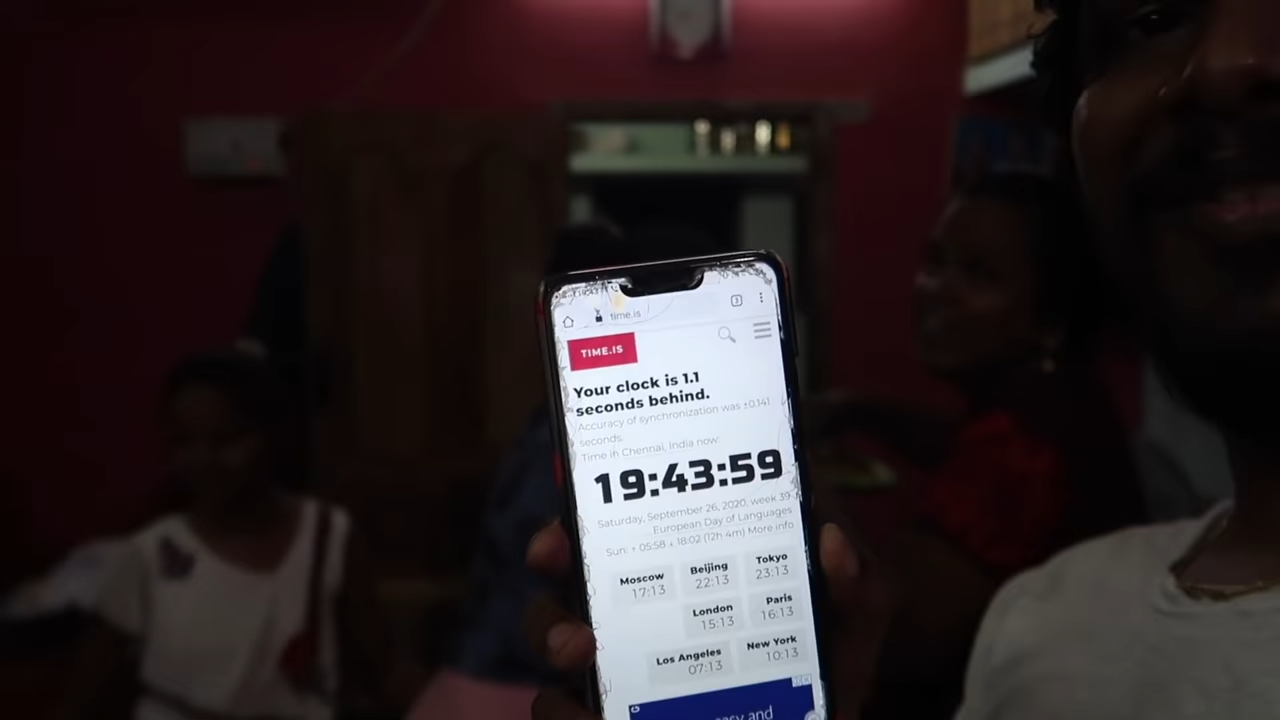 time.is
3
TIME.IS
Your clock is 1.1
seconds behind.
Accuracy of synchronization was ±0.141
seconds.
Time in Chennai, India now:
19:43:59
Saturday, September 26, 2020, week 39
European Day of Languages
Sun: ↑ 05:58 ↓ 18:02 (12h 4m) More info
Moscow
17:13
Beijing
22:13
Tokyo
23:13
London
15:13
Paris
16:13
Los Angeles
07:13
New York
10:13
and